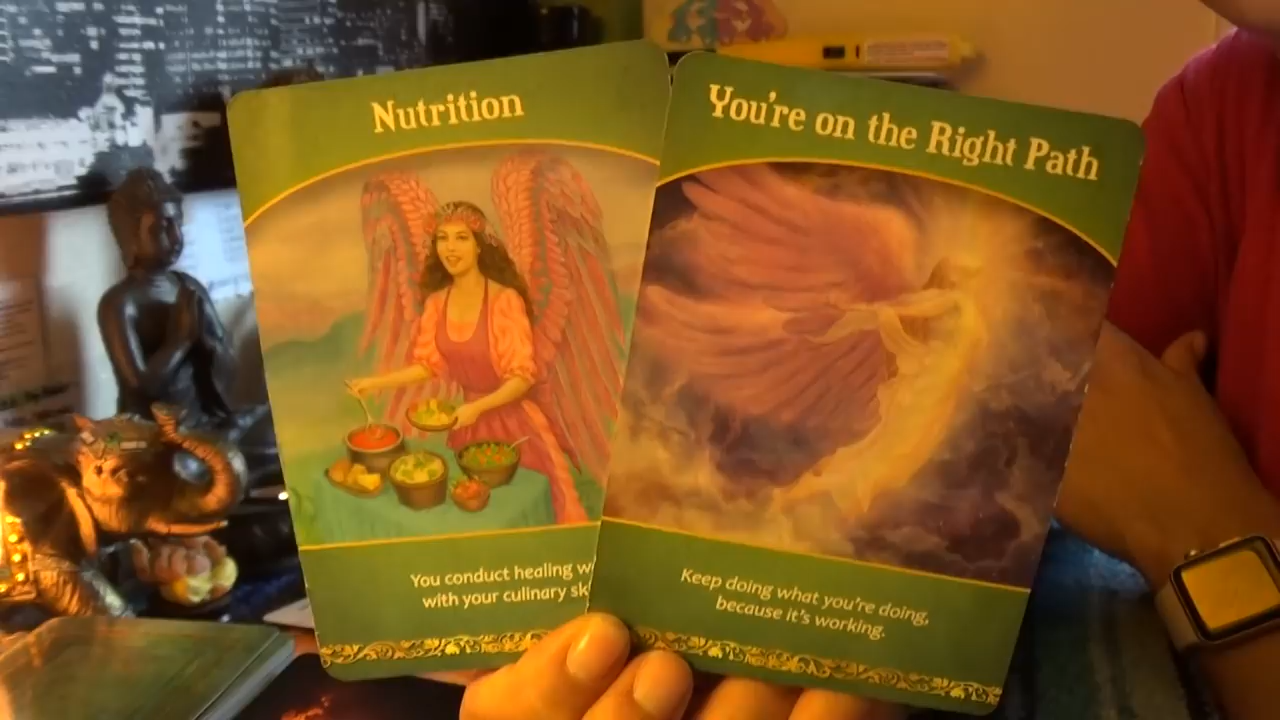 Nutrition
You conduct healing w
with your culinary sk
You're on the Right Path
Keep doing what you're doing,
because it's working.